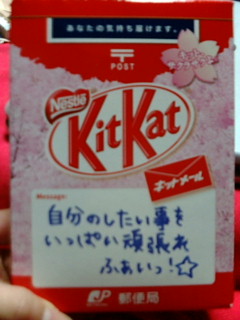 あなたの気持ち届けます。
〒
POST
Nestlé
KitKat
キットメール
Message:
自分のしたい事を
いっぱい頑張れ
ふぁいっ!☆
JP 郵便局